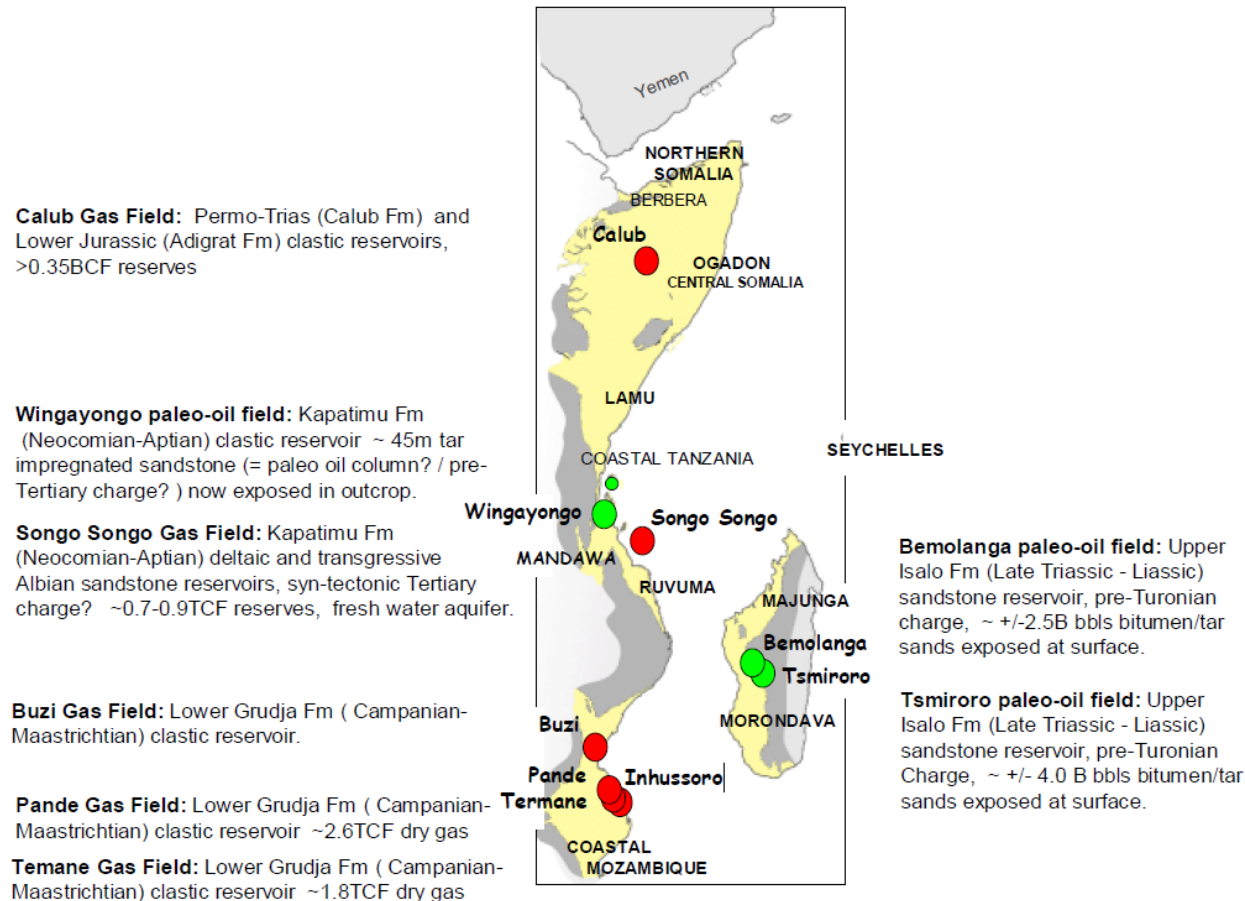 Yemen
NORTHERN
SOMALIA
BERBERA
Calub
OGADON
CENTRAL SOMALIA
LAMU
SEYCHELLES
COASTAL TANZANIA
Wingayongo
Songo Songo
MANDAWA
RUVUMA
MAJUNGA
Bemolanga
Tsmiroro
MORONDAVA
Buzi
Pande
Inhussoro
Termane
COASTAL
MOZAMBIQUE
Calub Gas Field: Permo-Trias (Calub Fm) and
Lower Jurassic (Adigrat Fm) clastic reservoirs,
>0.35BCF reserves
Wingayongo paleo-oil field: Kapatimu Fm
(Neocomian-Aptian) clastic reservoir ~ 45m tar
impregnated sandstone (= paleo oil column? / pre-
Tertiary charge? ) now exposed in outcrop.
Songo Songo Gas Field: Kapatimu Fm
(Neocomian-Aptian) deltaic and transgressive
Albian sandstone reservoirs, syn-tectonic Tertiary
charge? ~0.7-0.9TCF reserves, fresh water aquifer.
Buzi Gas Field: Lower Grudja Fm ( Campanian-
Maastrichtian) clastic reservoir.
Pande Gas Field: Lower Grudja Fm ( Campanian-
Maastrichtian) clastic reservoir ~2.6TCF dry gas
Temane Gas Field: Lower Grudja Fm ( Campanian-
Maastrichtian) clastic reservoir ~1.8TCF dry gas
Bemolanga paleo-oil field: Upper
Isalo Fm (Late Triassic - Liassic)
sandstone reservoir, pre-Turonian
charge, ~ +/-2.5B bbls bitumen/tar
sands exposed at surface.
Tsmiroro paleo-oil field: Upper
Isalo Fm (Late Triassic - Liassic)
sandstone reservoir, pre-Turonian
Charge, ~ +/- 4.0 B bbls bitumen/tar
sands exposed at surface.